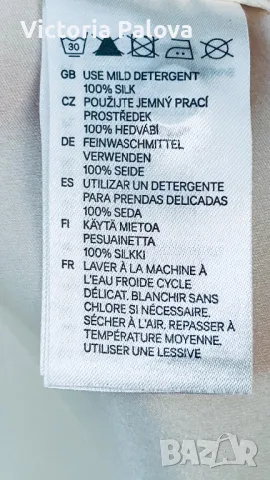 Victoria Palova
30
GB USE MILD DETERGENT
100% SILK
CZ POUŽIJTE JEMNÝ PRACÍ
PROSTŘEDEK
100% HEDVÁBÍ
DE FEINWASCHMITTEL
VERWENDEN
100% SEIDE
ES UTILIZAR UN DETERGENTE
PARA PRENDAS DELICADAS
100% SEDA
FI KÄYTÄ MIETOA
PESUAINETTA
100% SILKKI
FR LAVER À LA MACHINE À
L'EAU FROIDE CYCLE
DÉLICAT. BLANCHIR SANS
CHLORE SI NÉCESSAIRE.
SÉCHER À L'AIR. REPASSER À
TEMPÉRATURE MOYENNE.
UTILISER UNE LESSIVE
BAZAR